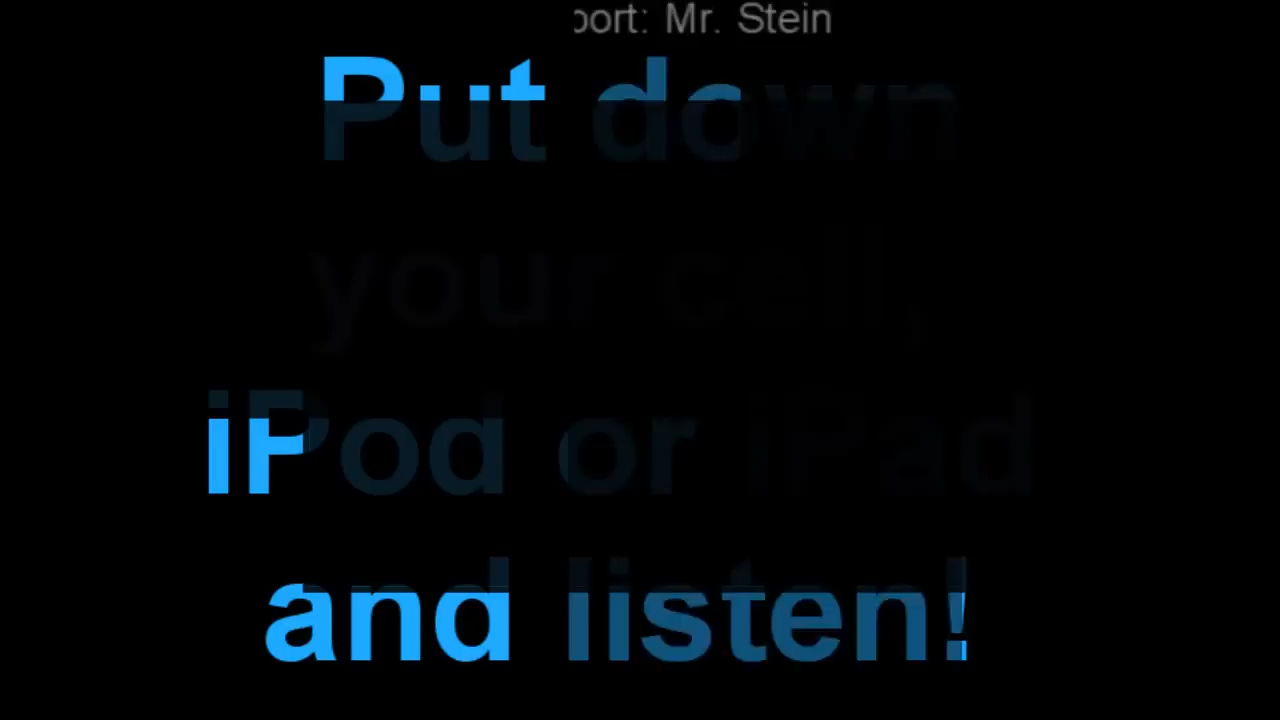 port: Mr. Stein
Put down
your cell,
iPod or iPad
and listen!